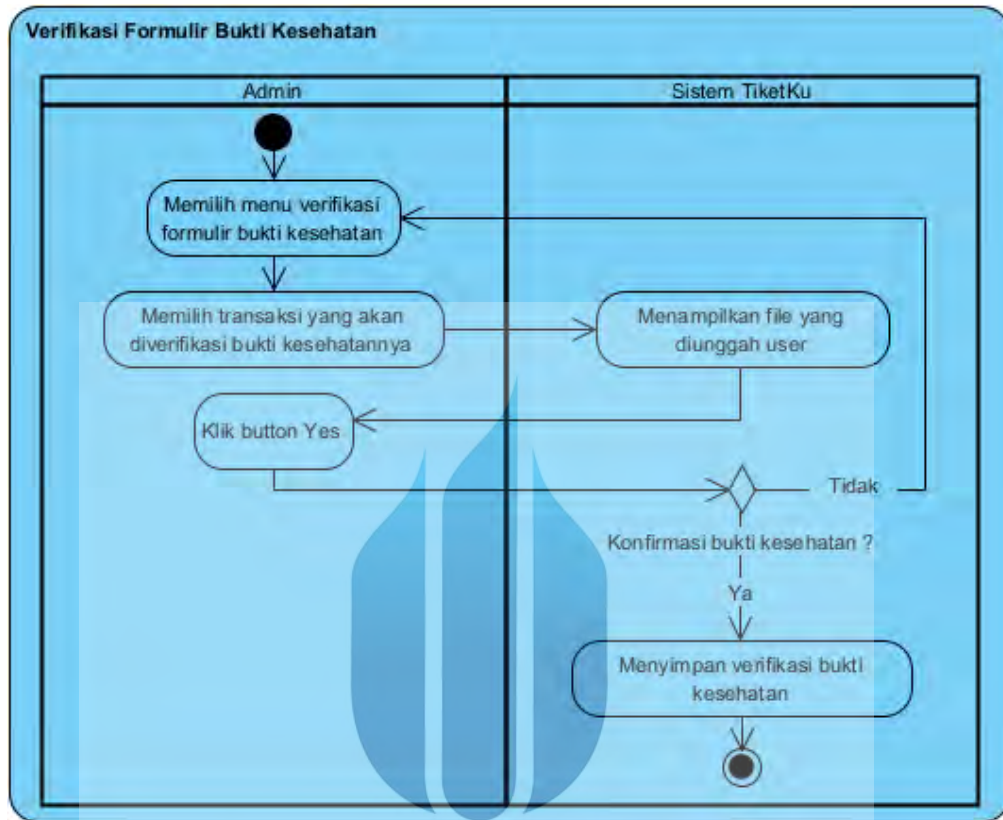 Verifikasi Formulir Bukti Kesehatan
Admin
Sistem TiketKu
Memilih menu verifikasi
formulir bukti kesehatan
Memilih transaksi yang akan
diverifikasi bukti kesehatannya
Menampilkan file yang
diunggah user
Klik button Yes
Tidak
Konfirmasi bukti kesehatan ?
Ya
Menyimpan verifikasi bukti
kesehatan